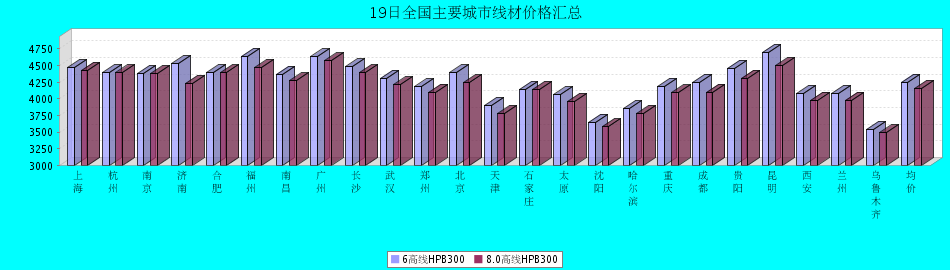 19日全国主要城市线材价格汇总
4750
4500
4250
4000
3750
3500
3250
3000
上海
杭州
南京
济南
合肥
福州
南昌
广州
长沙
武汉
郑州
北京
天津
石家庄
太原
沈阳
哈尔滨
重庆
成都
贵阳
昆明
西安
兰州
乌鲁木齐
均价
6高线HPB300
8.0高线HPB300